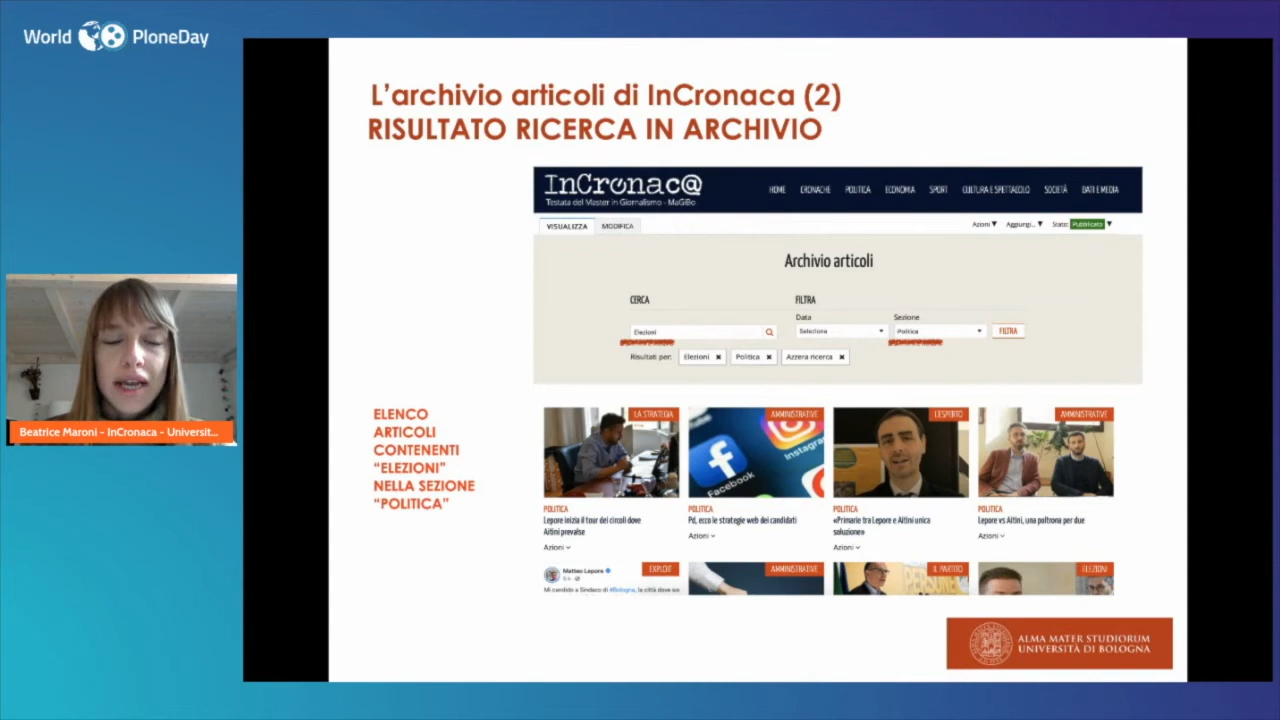 World PloneDay
L'archivio articoli di InCronaca (2)
RISULTATO RICERCA IN ARCHIVIO
InCronac@
Testata del Master in Giornalismo - MaGiBo
HOME CRONACHE POLITICA ECONOMIA SPORT CULTURA E SPETTACOLO SOCIETÀ DATI E MEDIA
VISUALIZZA MODIFICA
Azioni Aggiungi... Stato: Pubblicato
Archivio articoli
CERCA FILTRA
Data Sezione
Elezioni Seleziona Politica FILTRA
Risultati per: Elezioni Politica Azzera ricerca
ELENCO
ARTICOLI
CONTENENTI
"ELEZIONI"
NELLA SEZIONE
"POLITICA"
LA STRATEGIA AMMINISTRATIVE L'ESPERTO AMMINISTRATIVE
Facebook
Instagram
POLITICA POLITICA POLITICA POLITICA
Lepore inizia il tour dei circoli dove
Aitini prevalse
Azioni
Pd, ecco le strategie web dei candidati
Azioni
«Primarie tra Lepore e Aitini unica
soluzione»
Azioni
Lepore vs Aitini, una poltrona per due
Azioni
Matteo Lepore
EXPLOIT AMMINISTRATIVE IL PARTITO ELEZIONI
Mi candido a Sindaco di #Bologna, la città dove so
Beatrice Maroni - InCronaca - Universit...
ALMA MATER STUDIORUM
UNIVERSITÀ DI BOLOGNA